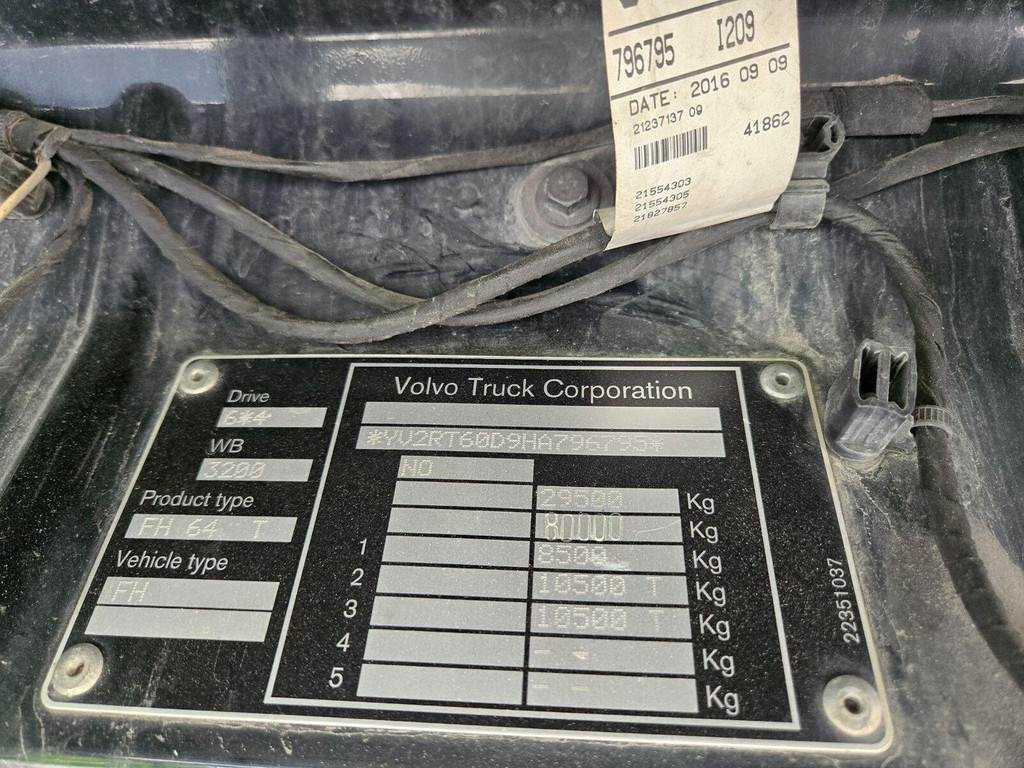 796795 I209
DATE: 2016 09 09
21237137 09
41862
21554303
21554305
21827857
Volvo Truck Corporation
Drive
6*4
WB
3200
Product type
FH 64 T
Vehicle type
FH
*YV2RT60D9HA796795*
NO
29500 Kg
80000 Kg
1 8500 Kg
2 10500 T Kg
3 10500 T Kg
4 - - Kg
5 - - Kg
22351037